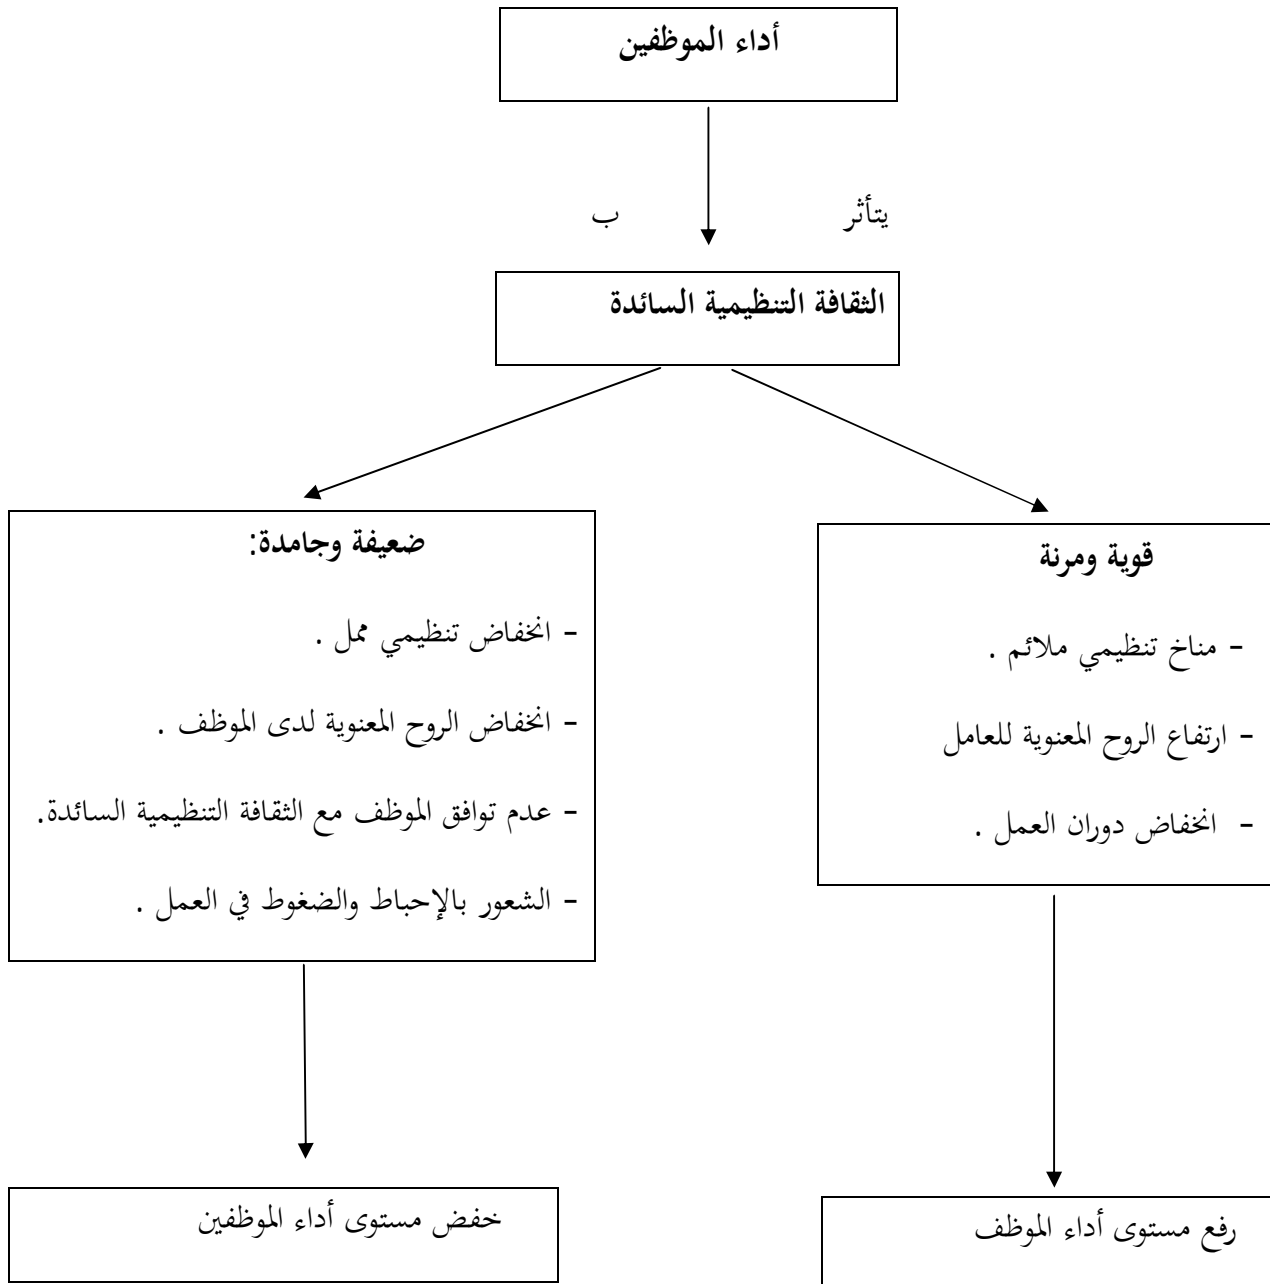 أداء الموظفين
يتأثر ب
الثقافة التنظيمية السائدة
قوية ومرنة
- مناخ تنظيمي ملائم .
- ارتفاع الروح المعنوية للعامل
- انخفاض دوران العمل .
ضعيفة وجامدة:
- انخفاض تنظيمي ممل .
- انخفاض الروح المعنوية لدى الموظف .
- عدم توافق الموظف مع الثقافة التنظيمية السائدة.
- الشعور بالإحباط والضغوط في العمل .
رفع مستوى أداء الموظف
خفض مستوى أداء الموظفين